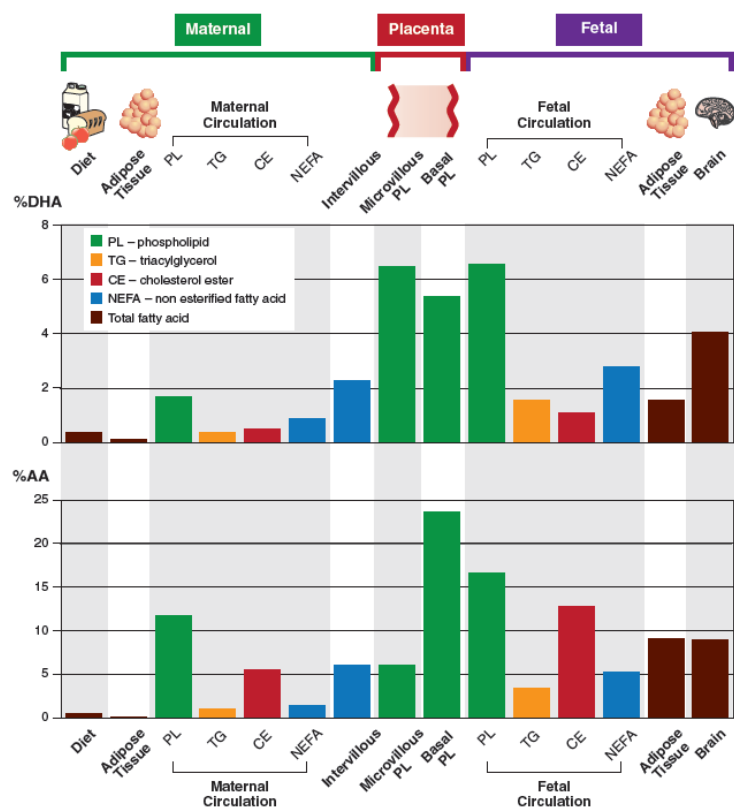 Maternal
Placenta
Fetal
Maternal
Circulation
Fetal
Circulation
Diet
Adipose
Tissue
PL
TG
CE
NEFA
Intervillous
Microvillous
PL
Basal
PL
PL
TG
CE
NEFA
Adipose
Tissue
Brain
%DHA
8
6
4
2
0
PL – phospholipid
TG – triacylglycerol
CE – cholesterol ester
NEFA – non esterified fatty acid
Total fatty acid
%AA
25
20
15
10
5
0
Diet
Adipose
Tissue
PL
TG
CE
NEFA
Intervillous
Microvillous
PL
Basal
PL
PL
TG
CE
NEFA
Adipose
Tissue
Brain
Maternal
Circulation
Fetal
Circulation